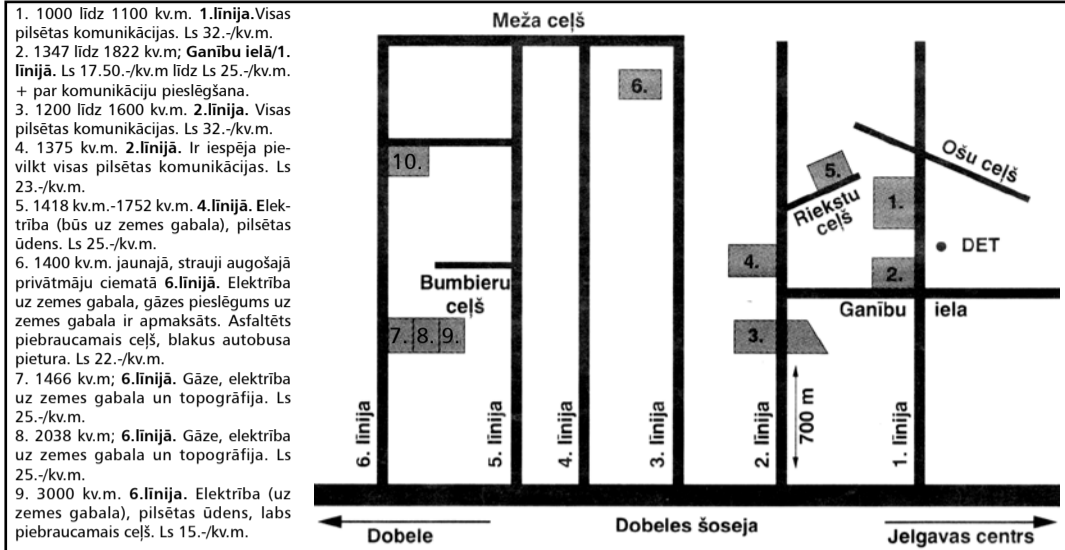 1. 1000 līdz 1100 kv.m. 1.līnija.Visas
pilsētas komunikācijas. Ls 32.-/kv.m.
2. 1347 līdz 1822 kv.m; Ganību ielā/1.
līnijā. Ls 17.50.-/kv.m līdz Ls 25.-/kv.m.
+ par komunikāciju pieslēgšana.
3. 1200 līdz 1600 kv.m. 2.līnija. Visas
pilsētas komunikācijas. Ls 32.-/kv.m.
4. 1375 kv.m. 2.līnijā. Ir iespēja pie-
vilkt visas pilsētas komunikācijas. Ls
23.-/kv.m.
5. 1418 kv.m.-1752 kv.m. 4.līnijā. Elek-
trība (būs uz zemes gabala), pilsētas
ūdens. Ls 25.-/kv.m.
6. 1400 kv.m. jaunajā, strauji augošajā
privātmāju ciematā 6.līnijā. Elektrība
uz zemes gabala, gāzes pieslēgums uz
zemes gabala ir apmaksāts. Asfaltēts
piebraucamais ceļš, blakus autobusa
pietura. Ls 22.-/kv.m.
7. 1466 kv.m; 6.līnijā. Gāze, elektrība
uz zemes gabala un topogrāfija. Ls
25.-/kv.m.
8. 2038 kv.m; 6.līnijā. Gāze, elektrība
uz zemes gabala un topogrāfija. Ls
25.-/kv.m.
9. 3000 kv.m. 6.līnija. Elektrība (uz
zemes gabala), pilsētas ūdens, labs
piebraucamais ceļš. Ls 15.-/kv.m.
Meža ceļš
6.
10.
5.
Ošu ceļš
Riekstu
ceļš
1.
DET
4.
2.
Bumbieru
ceļš
Ganību iela
7. 8. 9.
3.
700 m
6. līnija
5. līnija
4. līnija
3. līnija
2. līnija
1. līnija
Dobele
Dobeles šoseja
Jelgavas centrs